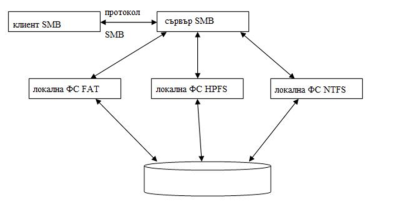 протокол
клиент SMB
SMB
сървър SMB
локална ФС FAT
локална ФС HPFS
локална ФС NTFS